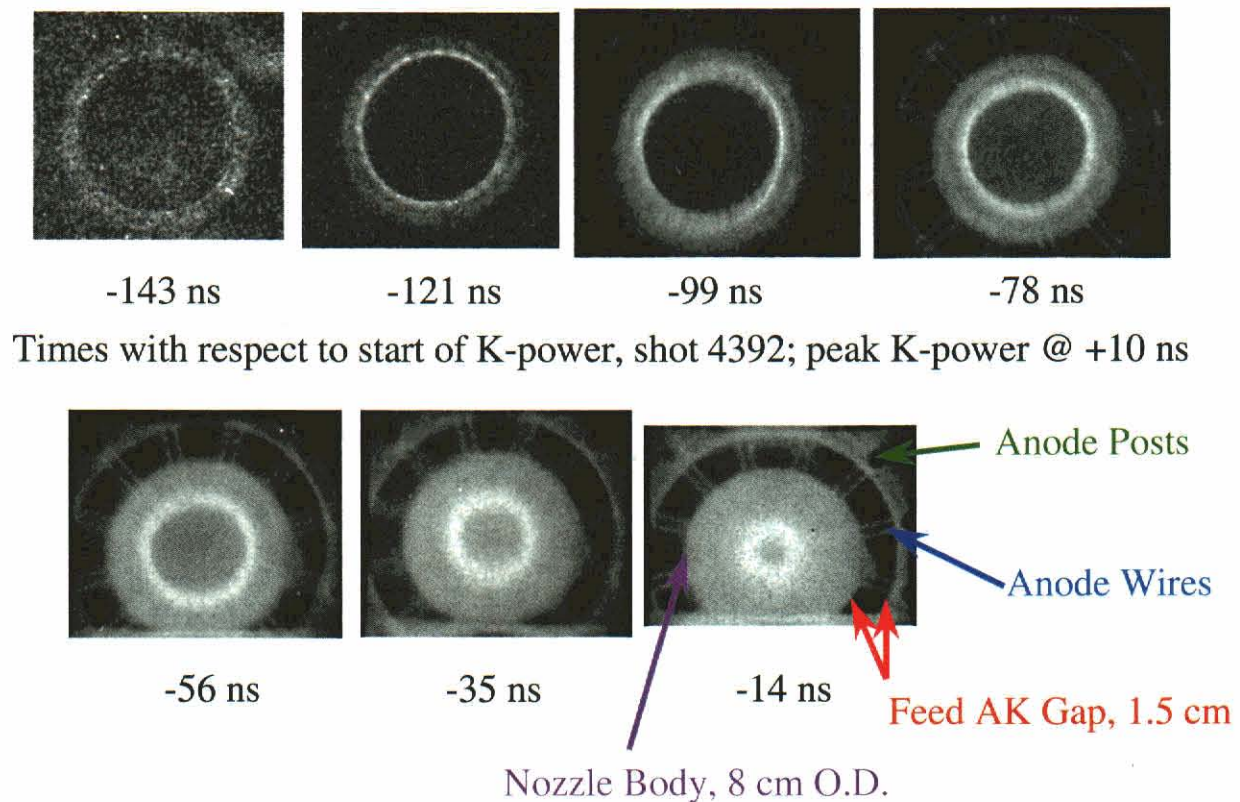 -143 ns
-121 ns
-99 ns
-78 ns
Times with respect to start of K-power, shot 4392; peak K-power @ +10 ns
Anode Posts
Anode Wires
-56 ns
-35 ns
-14 ns
Feed AK Gap, 1.5 cm
Nozzle Body, 8 cm O.D.